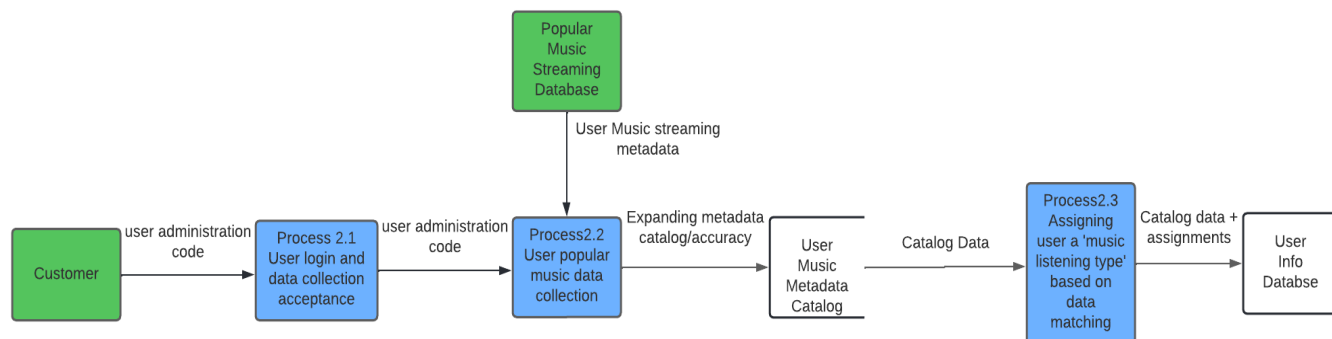 Popular
Music
Streaming
Database
User Music streaming
metadata
Customer
user administration
code
Process 2.1
User login and
data collection
acceptance
user administration
code
Process2.2
User popular
music data
collection
Expanding metadata
catalog/accuracy
User
Music
Metadata
Catalog
Catalog Data
Process2.3
Assigning
user a 'music
listening type'
based on
data
matching
Catalog data +
assignments
User
Info
Databse